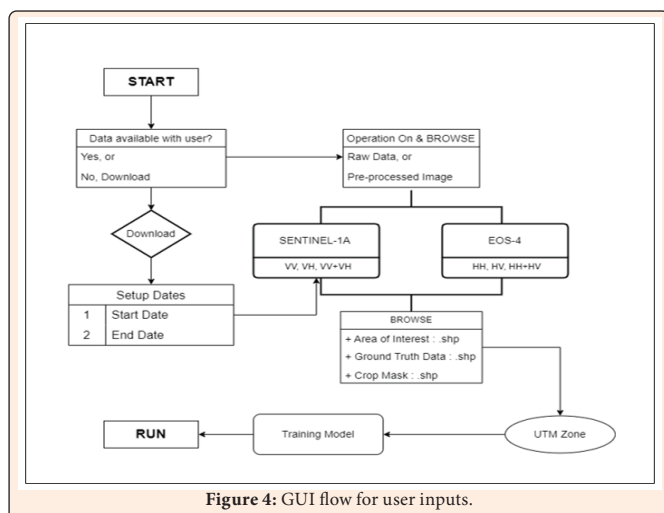 START
Data available with user?
Yes, or
No, Download
Operation On & BROWSE
Raw Data, or
Pre-processed Image
Download
SENTINEL-1A
VV, VH, VV+VH
EOS-4
HH, HV, HH+HV
Setup Dates
1 Start Date
2 End Date
BROWSE
+ Area of Interest : .shp
+ Ground Truth Data : .shp
+ Crop Mask : .shp
RUN
Training Model
UTM Zone
Figure 4: GUI flow for user inputs.